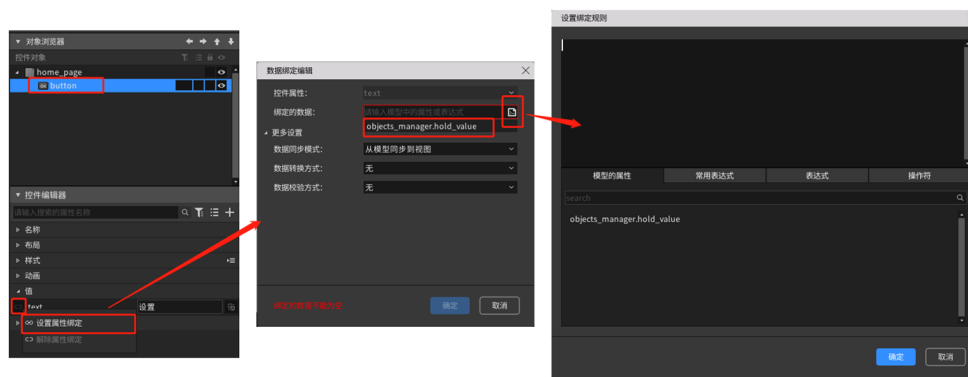 对象浏览器
控件对象
home_page
button
控件编辑器
请输入搜索的属性名称
名称
布局
样式
动画
值
text
设置
设置属性绑定
解除属性绑定
数据绑定编辑
控件属性:
text
绑定的数据:
请输入模型中的属性或表达式
objects_manager.hold_value
更多设置
数据同步模式:
从模型同步到视图
数据转换方式:
无
数据校验方式:
无
绑定的数据不能为空
确定
取消
设置绑定规则
模型的属性
常用表达式
表达式
操作符
search
objects_manager.hold_value
确定
取消